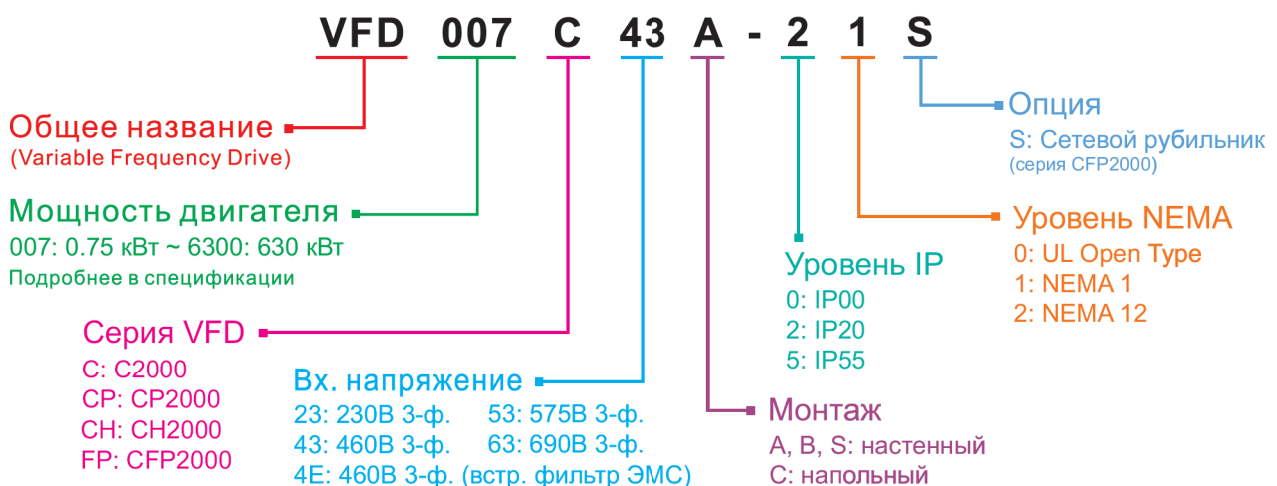 VFD 007 C 43 A - 2 1 S
Общее название
(Variable Frequency Drive)
Мощность двигателя
007: 0.75 кВт ~ 6300: 630 кВт
Подробнее в спецификации
Серия VFD
C: C2000
CP: CP2000
CH: CH2000
FP: CFP2000
Вх. напряжение
23: 230В 3-ф. 53: 575В 3-ф.
43: 460В 3-ф. 63: 690В 3-ф.
4E: 460В 3-ф. (встр. фильтр ЭМС)
Монтаж
A, B, S: настенный
C: напольный
Уровень IP
0: IP00
2: IP20
5: IP55
Уровень NEMA
0: UL Open Type
1: NEMA 1
2: NEMA 12
Опция
S: Сетевой рубильник
(серия CFP2000)